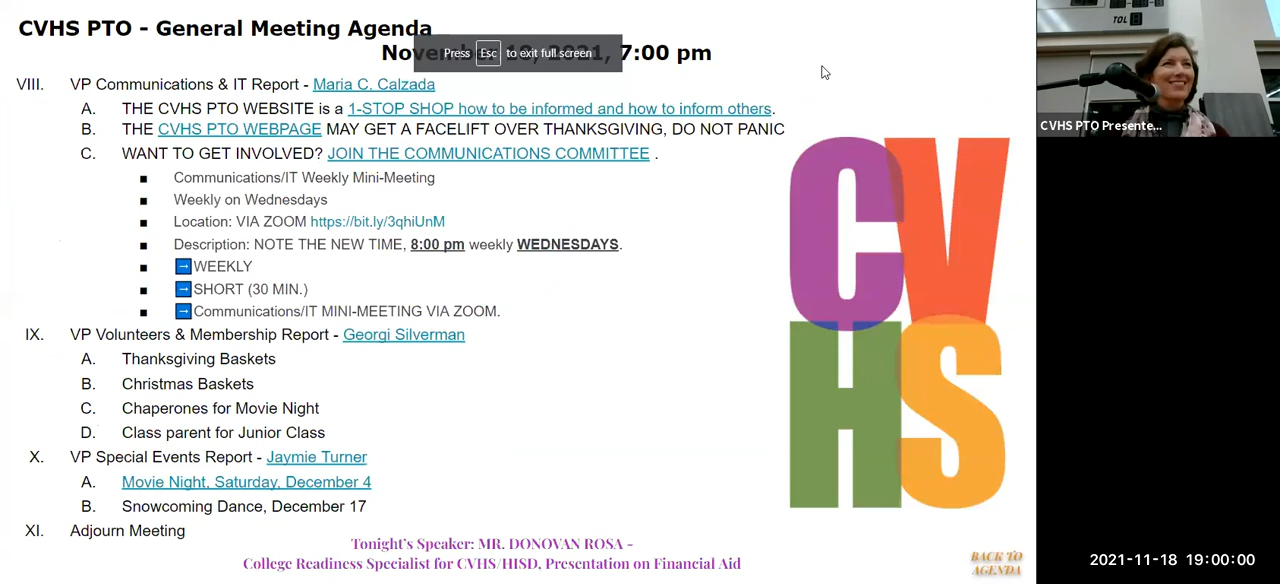 CVHS PTO - General Meeting Agenda
November 18, 2021, 7:00 pm
Press Esc to exit full screen
VIII. VP Communications & IT Report - Maria C. Calzada
A. THE CVHS PTO WEBSITE is a 1-STOP SHOP how to be informed and how to inform others.
B. THE CVHS PTO WEBPAGE MAY GET A FACELIFT OVER THANKSGIVING, DO NOT PANIC
C. WANT TO GET INVOLVED? JOIN THE COMMUNICATIONS COMMITTEE .
■ Communications/IT Weekly Mini-Meeting
■ Weekly on Wednesdays
■ Location: VIA ZOOM https://bit.ly/3qhiUnM
■ Description: NOTE THE NEW TIME, 8:00 pm weekly WEDNESDAYS.
■ ➡WEEKLY
■ ➡SHORT (30 MIN.)
■ ➡Communications/IT MINI-MEETING VIA ZOOM.
IX. VP Volunteers & Membership Report - Georgi Silverman
A. Thanksgiving Baskets
B. Christmas Baskets
C. Chaperones for Movie Night
D. Class parent for Junior Class
X. VP Special Events Report - Jaymie Turner
A. Movie Night, Saturday, December 4
B. Snowcoming Dance, December 17
XI. Adjourn Meeting
Tonight's Speaker: MR. DONOVAN ROSA -
College Readiness Specialist for CVHS/HISD, Presentation on Financial Aid
CV
HS
BACK TO
AGENDA
TOL
CVHS PTO Presente...
2021-11-18 19:00:00